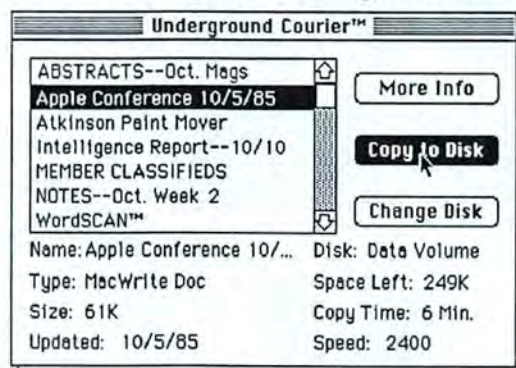 Underground Courier™
ABSTRACTS--Oct. Mags
Apple Conference 10/5/85
Atkinson Paint Mover
Intelligence Report--10/10
MEMBER CLASSIFIEDS
NOTES--Oct. Week 2
WordSCAN™
More Info
Copy to Disk
Change Disk
Name: Apple Conference 10/...
Type: MacWrite Doc
Size: 61K
Updated: 10/5/85
Disk: Data Volume
Space Left: 249K
Copy Time: 6 Min.
Speed: 2400